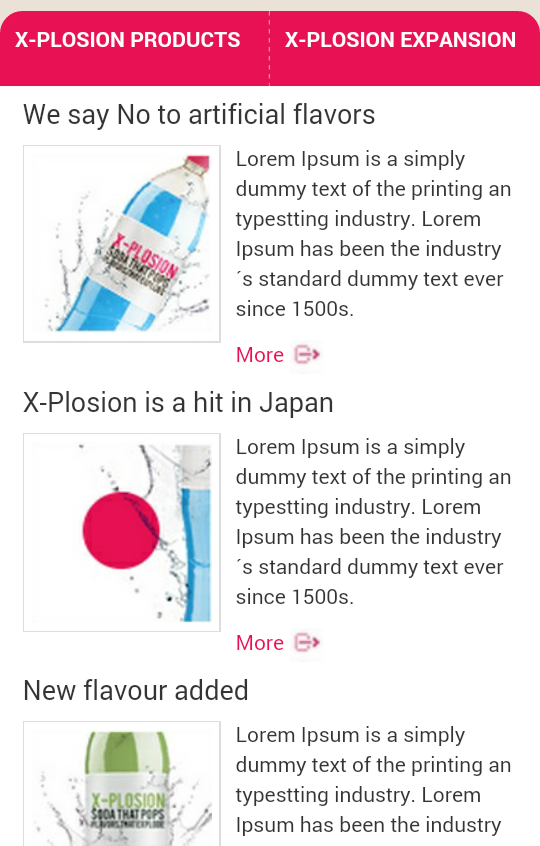 X-PLOSION PRODUCTS
X-PLOSION EXPANSION
We say No to artificial flavors
X-PLOSION
SODA THAT POPS
Lorem Ipsum is a simply
dummy text of the printing an
typestting industry. Lorem
Ipsum has been the industry
´s standard dummy text ever
since 1500s.
More
X-Plosion is a hit in Japan
Lorem Ipsum is a simply
dummy text of the printing an
typestting industry. Lorem
Ipsum has been the industry
´s standard dummy text ever
since 1500s.
More
New flavour added
X-PLOSION
SODA THAT POPS
FLAVORS THAT EXPLODE
Lorem Ipsum is a simply
dummy text of the printing an
typestting industry. Lorem
Ipsum has been the industry